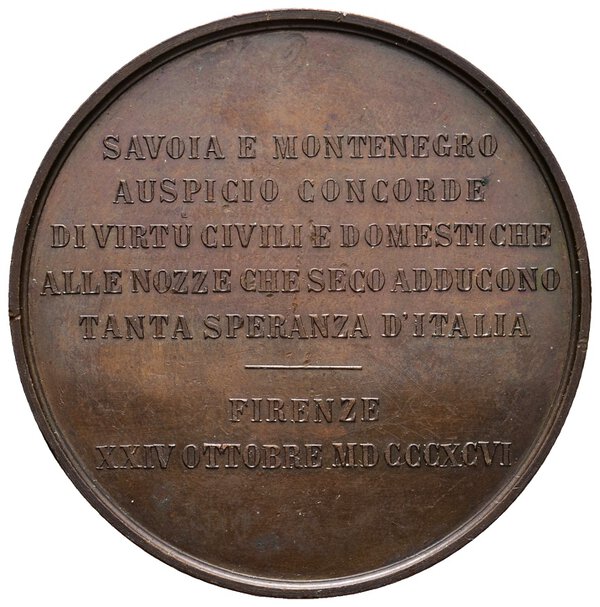 SAVOIA E MONTENEGRO
AUSPICIO CONCORDE
DI VIRTÙ CIVILI E DOMESTICHE
ALLE NOZZE CHE SECO ADDUCONO
TANTA SPERANZA D'ITALIA
FIRENZE
XXIV OTTOBRE MDCCCXCVI